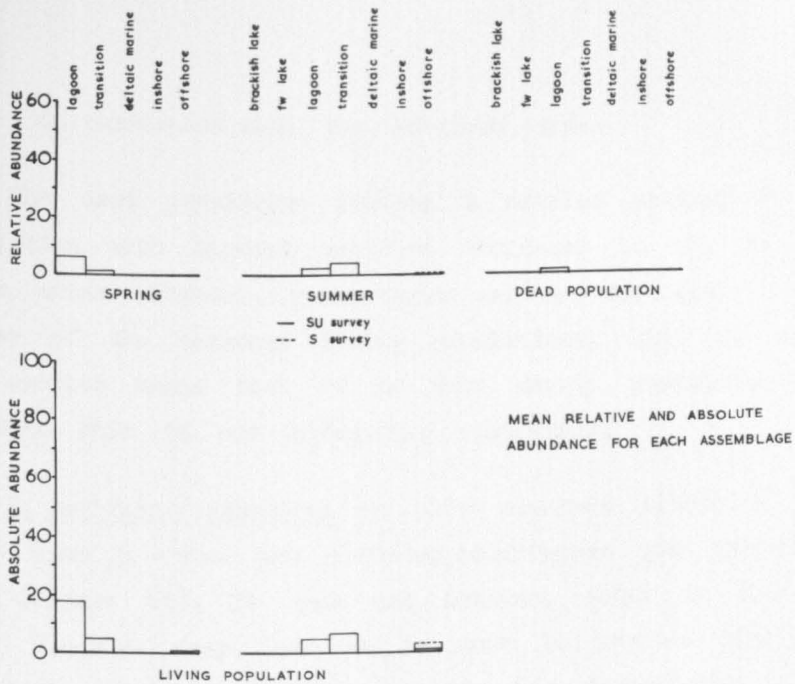 lagoon
transition
deltaic marine
inshore
offshore
brackish lake
fw lake
lagoon
transition
deltaic marine
inshore
offshore
brackish lake
fw lake
lagoon
transition
deltaic marine
inshore
offshore
RELATIVE ABUNDANCE
60
40
20
0
SPRING
SUMMER
DEAD POPULATION
SU survey
S survey
ABSOLUTE ABUNDANCE
100
80
60
40
20
0
MEAN RELATIVE AND ABSOLUTE
ABUNDANCE FOR EACH ASSEMBLAGE
LIVING POPULATION